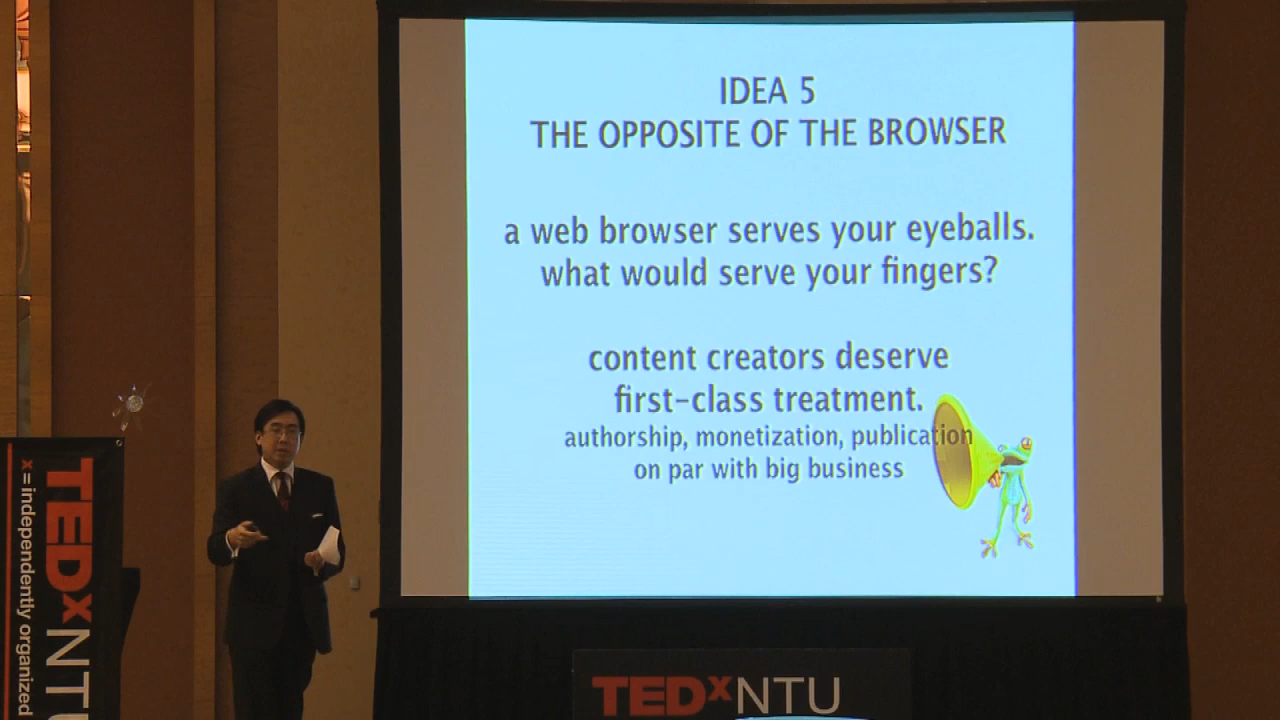 IDEA 5
THE OPPOSITE OF THE BROWSER
a web browser serves your eyeballs.
what would serve your fingers?
content creators deserve
first-class treatment.
authorship, monetization, publication
on par with big business
TEDxNTU
x = independently organized
TEDxNTU